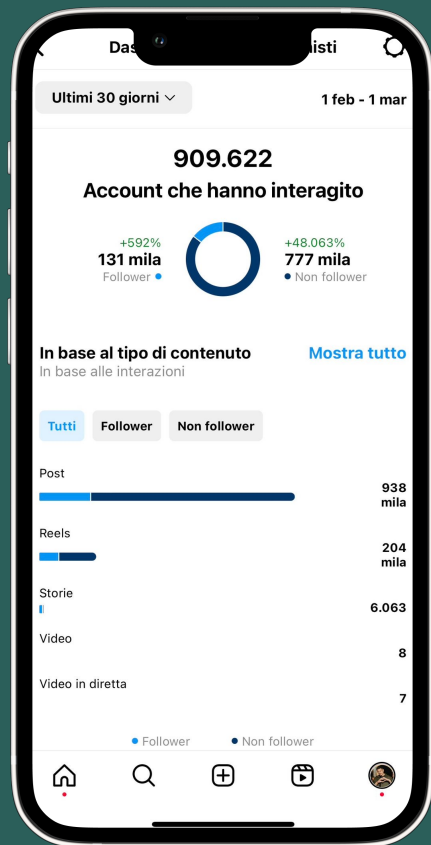 Das
isti
Ultimi 30 giorni
1 feb - 1 mar
909.622
Account che hanno interagito
+592%
131 mila
Follower
+48.063%
777 mila
Non follower
In base al tipo di contenuto
Mostra tutto
In base alle interazioni
Tutti
Follower
Non follower
Post
938
mila
Reels
204
mila
Storie
6.063
Video
8
Video in diretta
7
Follower
Non follower